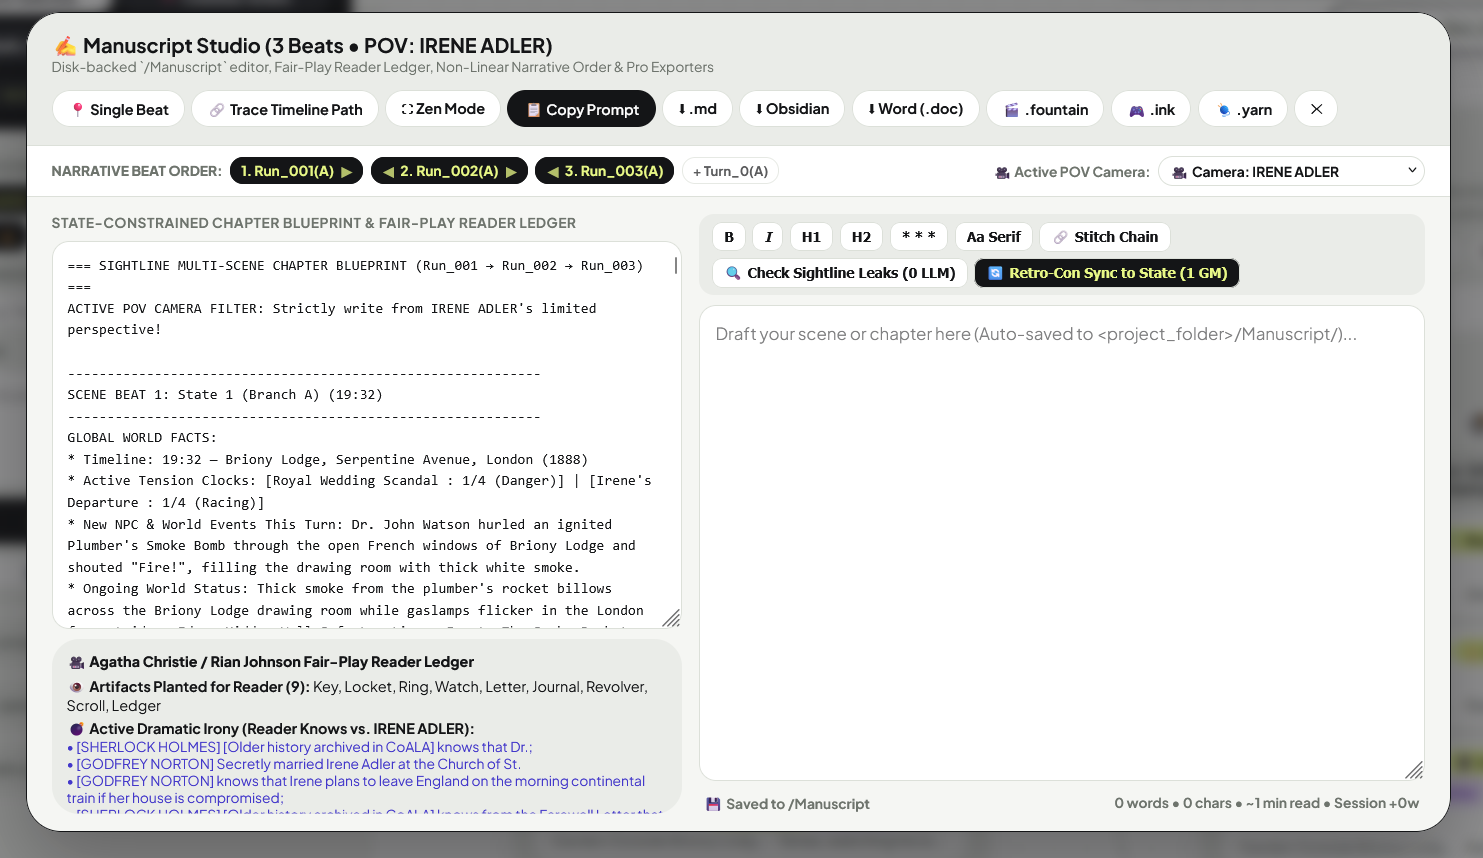 ✍️ Manuscript Studio (3 Beats • POV: IRENE ADLER)
Disk-backed `/Manuscript` editor, Fair-Play Reader Ledger, Non-Linear Narrative Order & Pro Exporters
📍 Single Beat 🔗 Trace Timeline Path ⛶ Zen Mode 📋 Copy Prompt ⬇ .md ⬇ Obsidian ⬇ Word (.doc) 🎬 .fountain 🎮 .ink 🧶 .yarn ✕
NARRATIVE BEAT ORDER: 1. Run_001(A) ▶ ◀ 2. Run_002(A) ▶ ◀ 3. Run_003(A) + Turn_0(A) 🎥 Active POV Camera: 🎥 Camera: IRENE ADLER
STATE-CONSTRAINED CHAPTER BLUEPRINT & FAIR-PLAY READER LEDGER
=== SIGHTLINE MULTI-SCENE CHAPTER BLUEPRINT (Run_001 → Run_002 → Run_003)
===
ACTIVE POV CAMERA FILTER: Strictly write from IRENE ADLER's limited
perspective!
---------------------------------------------------------
SCENE BEAT 1: State 1 (Branch A) (19:32)
---------------------------------------------------------
GLOBAL WORLD FACTS:
* Timeline: 19:32 — Briony Lodge, Serpentine Avenue, London (1888)
* Active Tension Clocks: [Royal Wedding Scandal : 1/4 (Danger)] | [Irene's
Departure : 1/4 (Racing)]
* New NPC & World Events This Turn: Dr. John Watson hurled an ignited
Plumber's Smoke Bomb through the open French windows of Briony Lodge and
shouted "Fire!", filling the drawing room with thick white smoke.
* Ongoing World Status: Thick smoke from the plumber's rocket billows
across the Briony Lodge drawing room while gaslamps flicker in the London
🎥 Agatha Christie / Rian Johnson Fair-Play Reader Ledger
👁️ Artifacts Planted for Reader (9): Key, Locket, Ring, Watch, Letter, Journal, Revolver,
Scroll, Ledger
💣 Active Dramatic Irony (Reader Knows vs. IRENE ADLER):
• [SHERLOCK HOLMES] [Older history archived in CoALA] knows that Dr.;
• [GODFREY NORTON] Secretly married Irene Adler at the Church of St.
• [GODFREY NORTON] knows that Irene plans to leave England on the morning continental
train if her house is compromised;
• [SHERLOCK HOLMES] [Older history archived in CoALA] knows from the Farewell Letter that
B I H1 H2 * * * Aa Serif 🔗 Stitch Chain
🔍 Check Sightline Leaks (0 LLM) 🔄 Retro-Con Sync to State (1 GM)
Draft your scene or chapter here (Auto-saved to <project_folder>/Manuscript/)...
💾 Saved to /Manuscript
0 words • 0 chars • ~1 min read • Session +0w